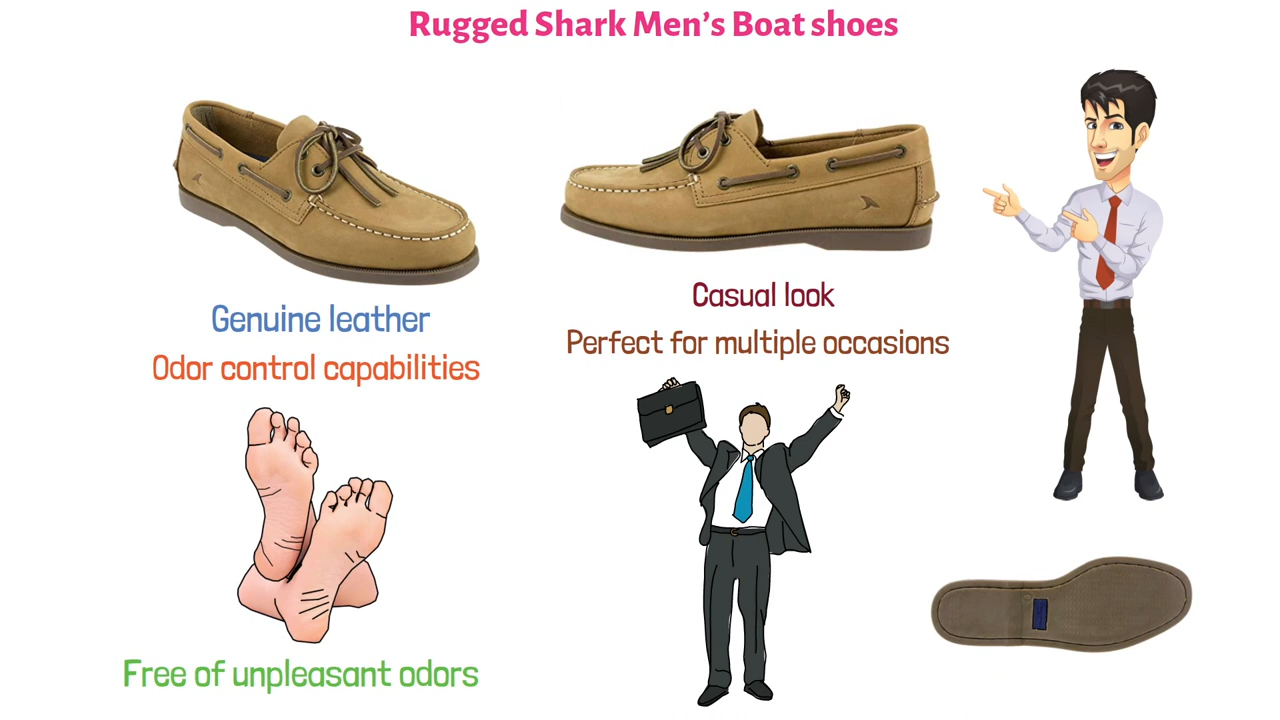 Rugged Shark Men's Boat shoes
Genuine leather
Odor control capabilities
Casual look
Perfect for multiple occasions
Free of unpleasant odors